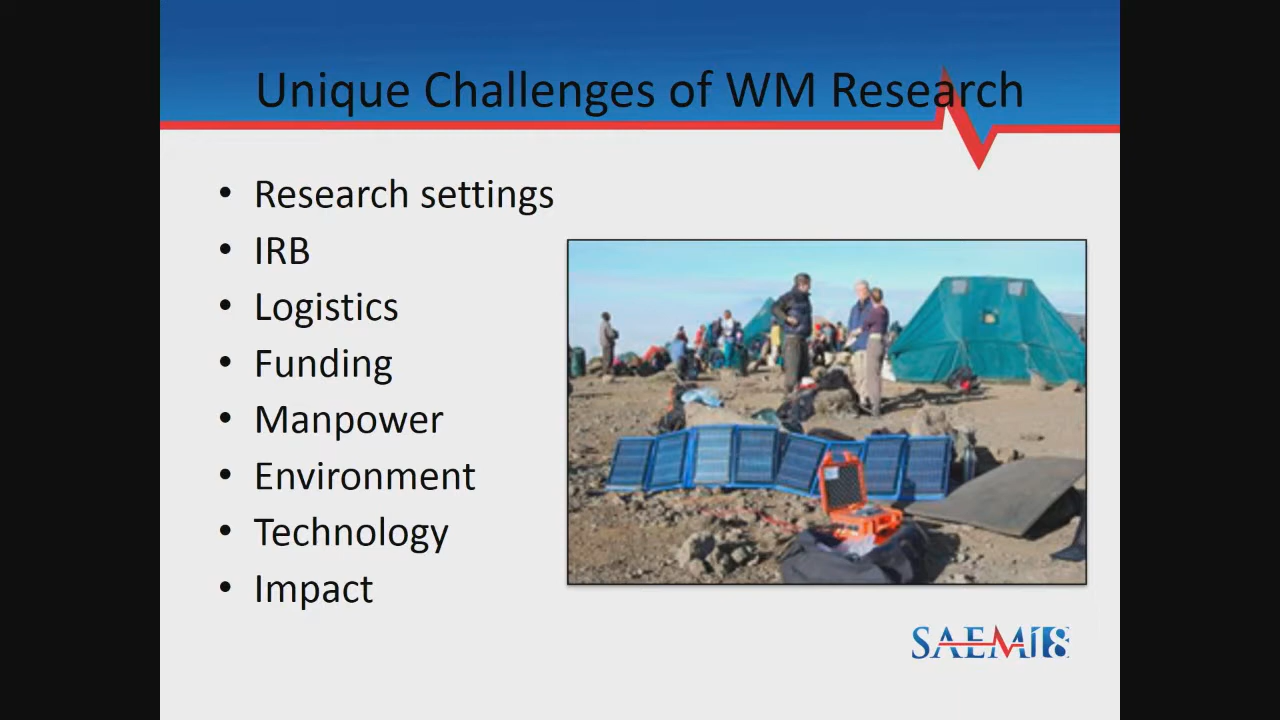 Unique Challenges of WM Research
• Research settings
• IRB
• Logistics
• Funding
• Manpower
• Environment
• Technology
• Impact
SAEM18